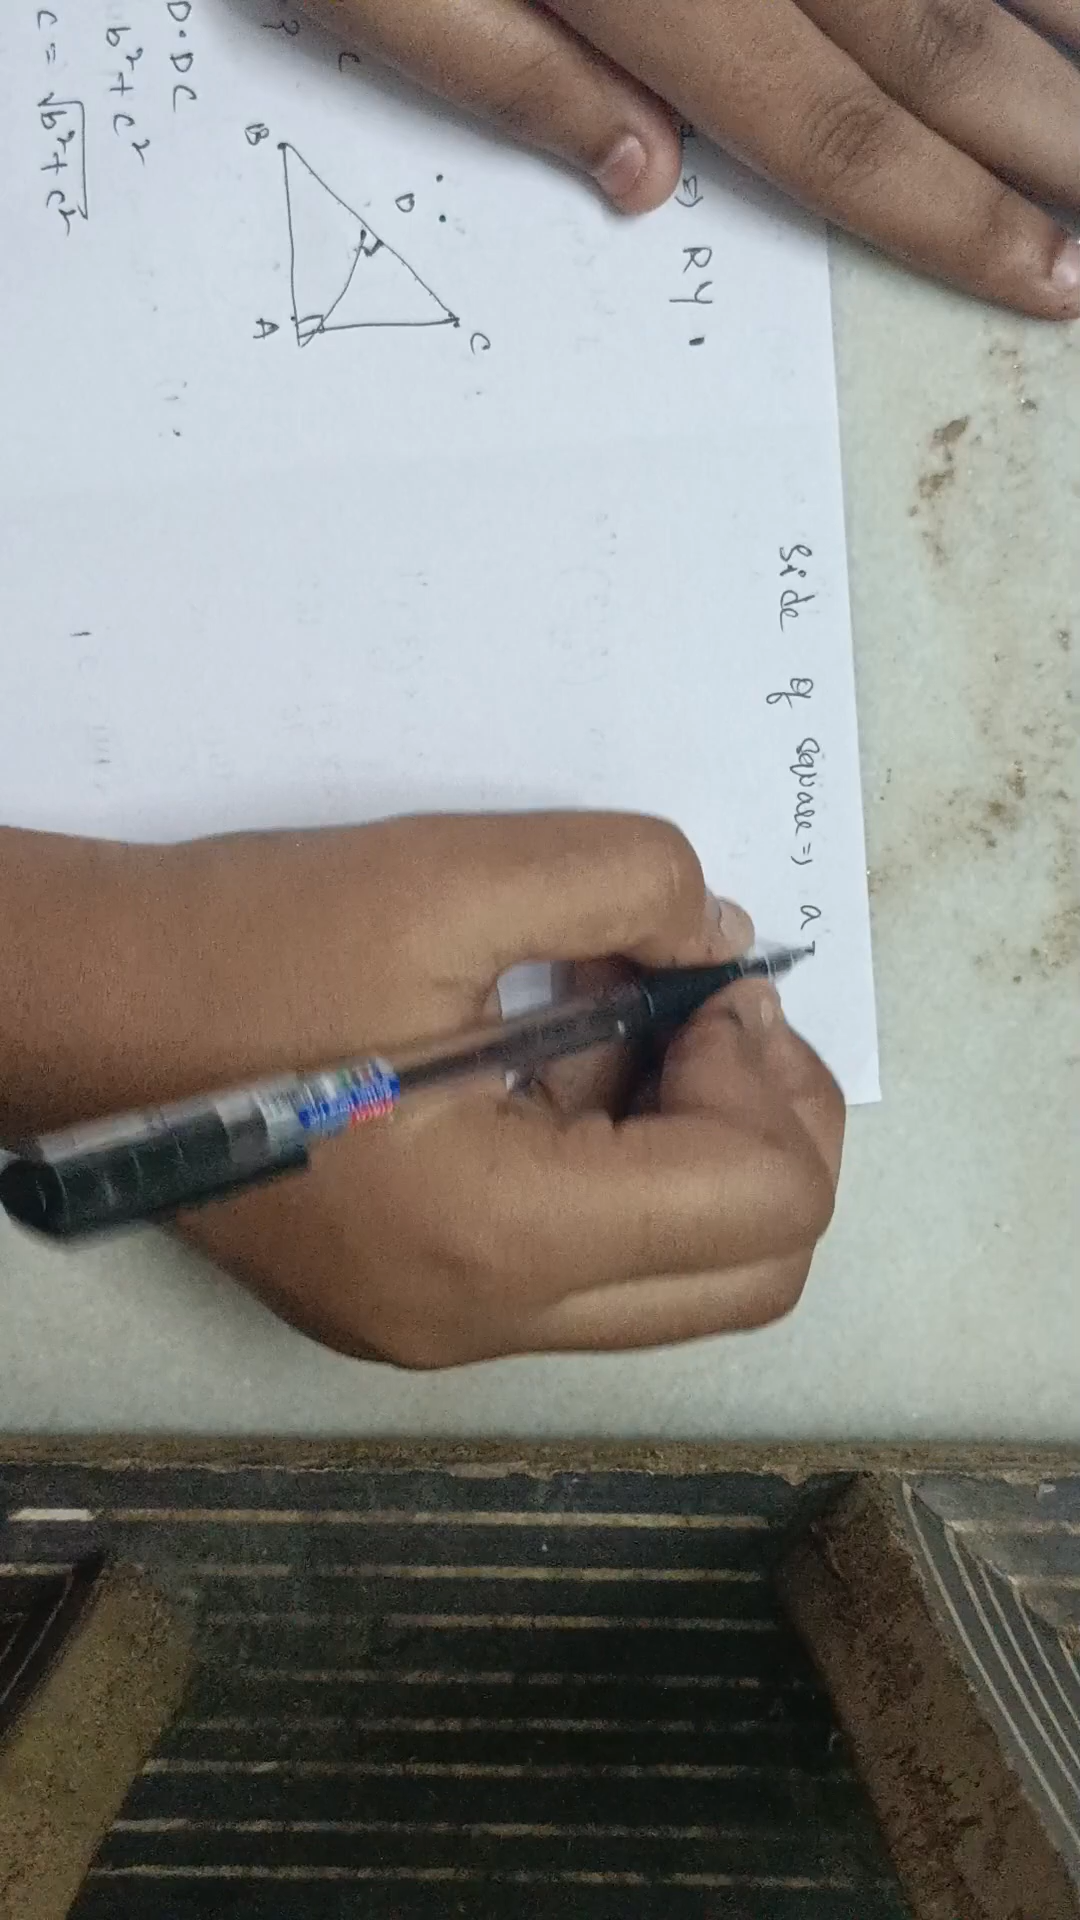 Side of square ⇒ a
⇒ RY .
C
?
D
B
C
A
D.DC
b² + c²
c = √b² + c²